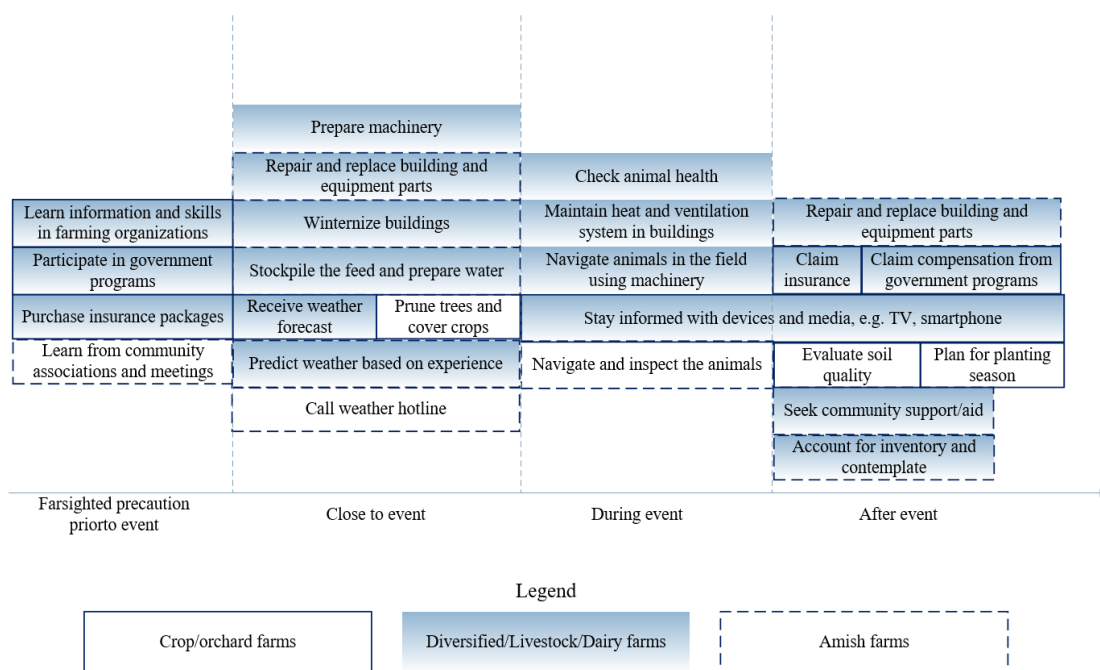 Prepare machinery
Repair and replace building and
equipment parts
Check animal health
Learn information and skills
in farming organizations
Winternize buildings
Maintain heat and ventilation
system in buildings
Repair and replace building and
equipment parts
Participate in government
programs
Stockpile the feed and prepare water
Navigate animals in the field
using machinery
Claim
insurance
Claim compensation from
government programs
Purchase insurance packages
Receive weather
forecast
Prune trees and
cover crops
Stay informed with devices and media, e.g. TV, smartphone
Learn from community
associations and meetings
Predict weather based on experience
Navigate and inspect the animals
Evaluate soil
quality
Plan for planting
season
Call weather hotline
Seek community support/aid
Account for inventory and
contemplate
Farsighted precaution
priorto event
Close to event
During event
After event
Legend
Crop/orchard farms
Diversified/Livestock/Dairy farms
Amish farms